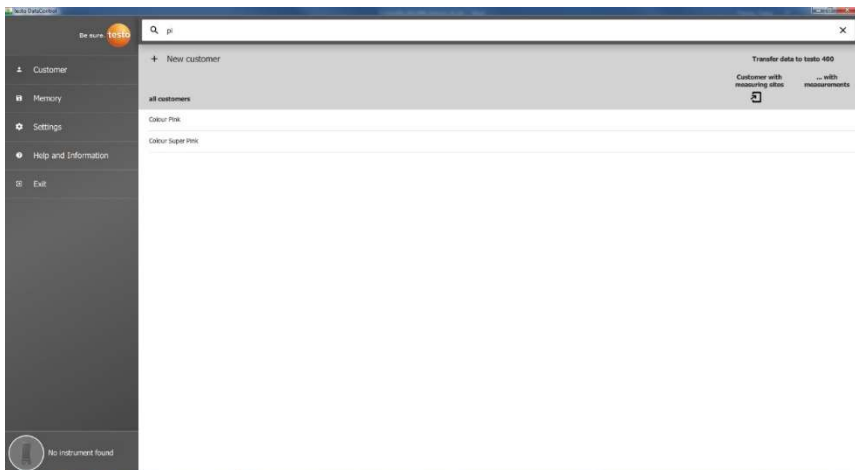 testo DataControl
Be sure. testo
Customer
Memory
Settings
Help and Information
Exit
No instrument found
pi
+ New customer
Transfer data to testo 400
Customer with
measuring sites
... with
measurements
all customers
Colour Pink
Colour Super Pink